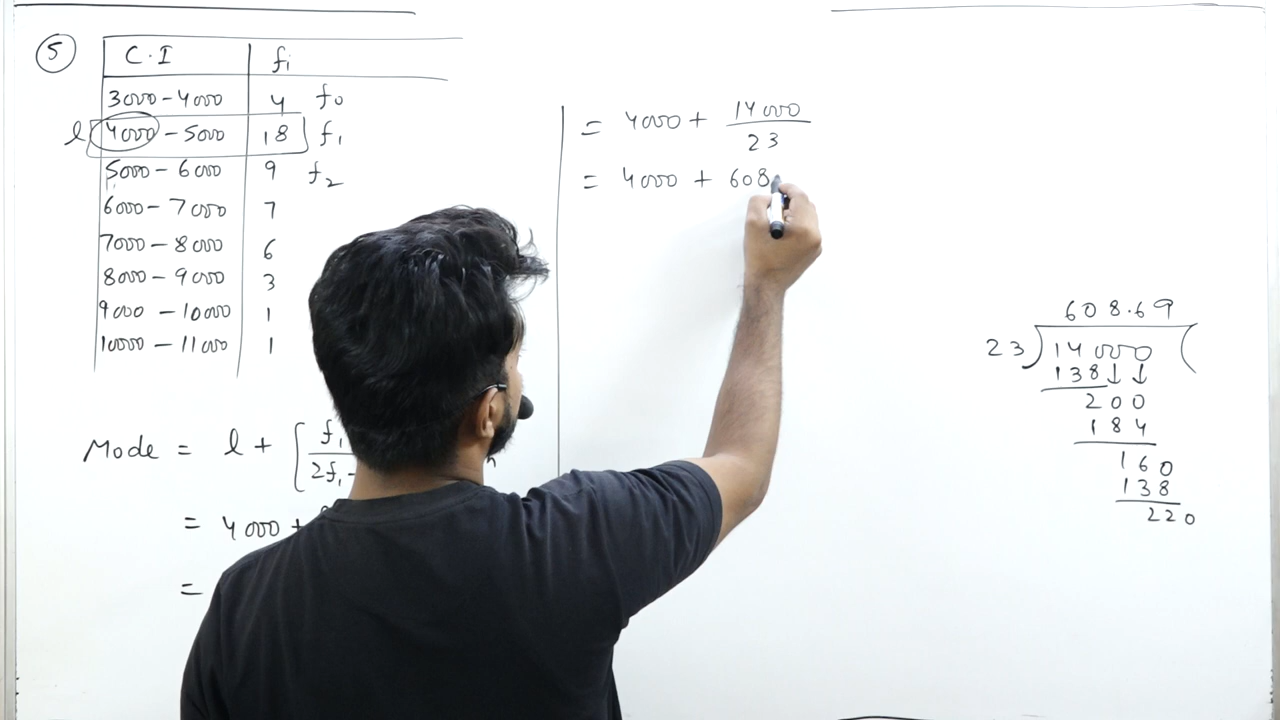 5
C.I fi
3000 - 4000 4 f0
l 4000 - 5000 18 f1
5000 - 6000 9 f2
6000 - 7000 7
7000 - 8000 6
8000 - 9000 3
9000 - 10000 1
10000 - 11000 1
Mode = l + [ f1
2f1 -
= 4000 +
=
= 4000 + 14000/23
= 4000 + 608
608.69
23 ) 14000 (
138↓↓
200
184
160
138
220